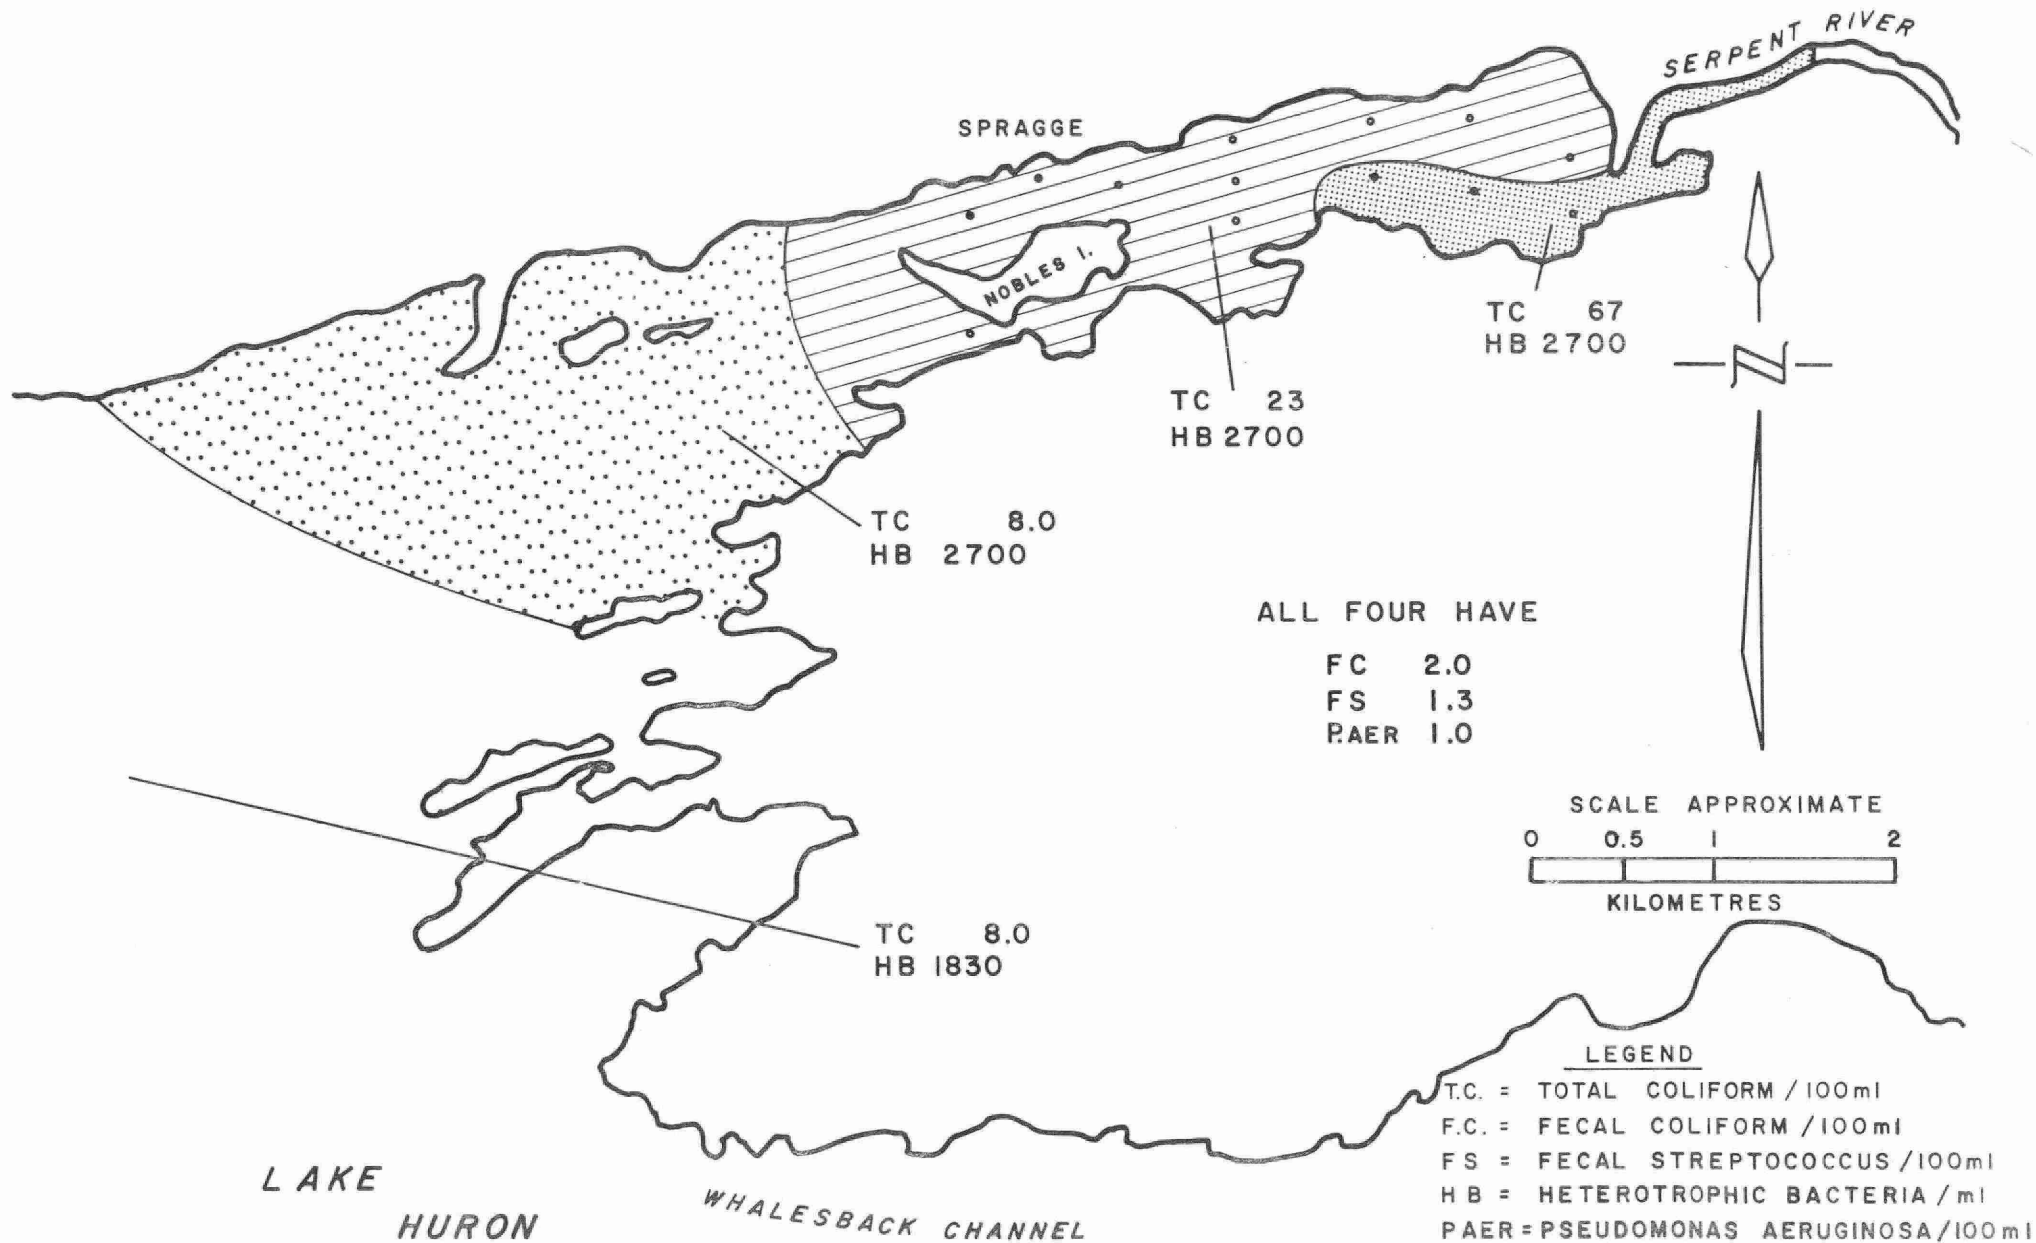 SERPENT RIVER
SPRAGGE
NOBLES I.
TC 67
HB 2700
N
TC 23
HB 2700
TC 8.0
HB 2700
ALL FOUR HAVE
FC 2.0
FS 1.3
P.AER 1.0
SCALE APPROXIMATE
0 0.5 1 2
KILOMETRES
TC 8.0
HB 1830
LEGEND
T.C. = TOTAL COLIFORM / 100ml
F.C. = FECAL COLIFORM / 100ml
FS = FECAL STREPTOCOCCUS / 100ml
HB = HETEROTROPHIC BACTERIA / ml
PAER = PSEUDOMONAS AERUGINOSA / 100ml
LAKE
HURON
WHALESBACK CHANNEL